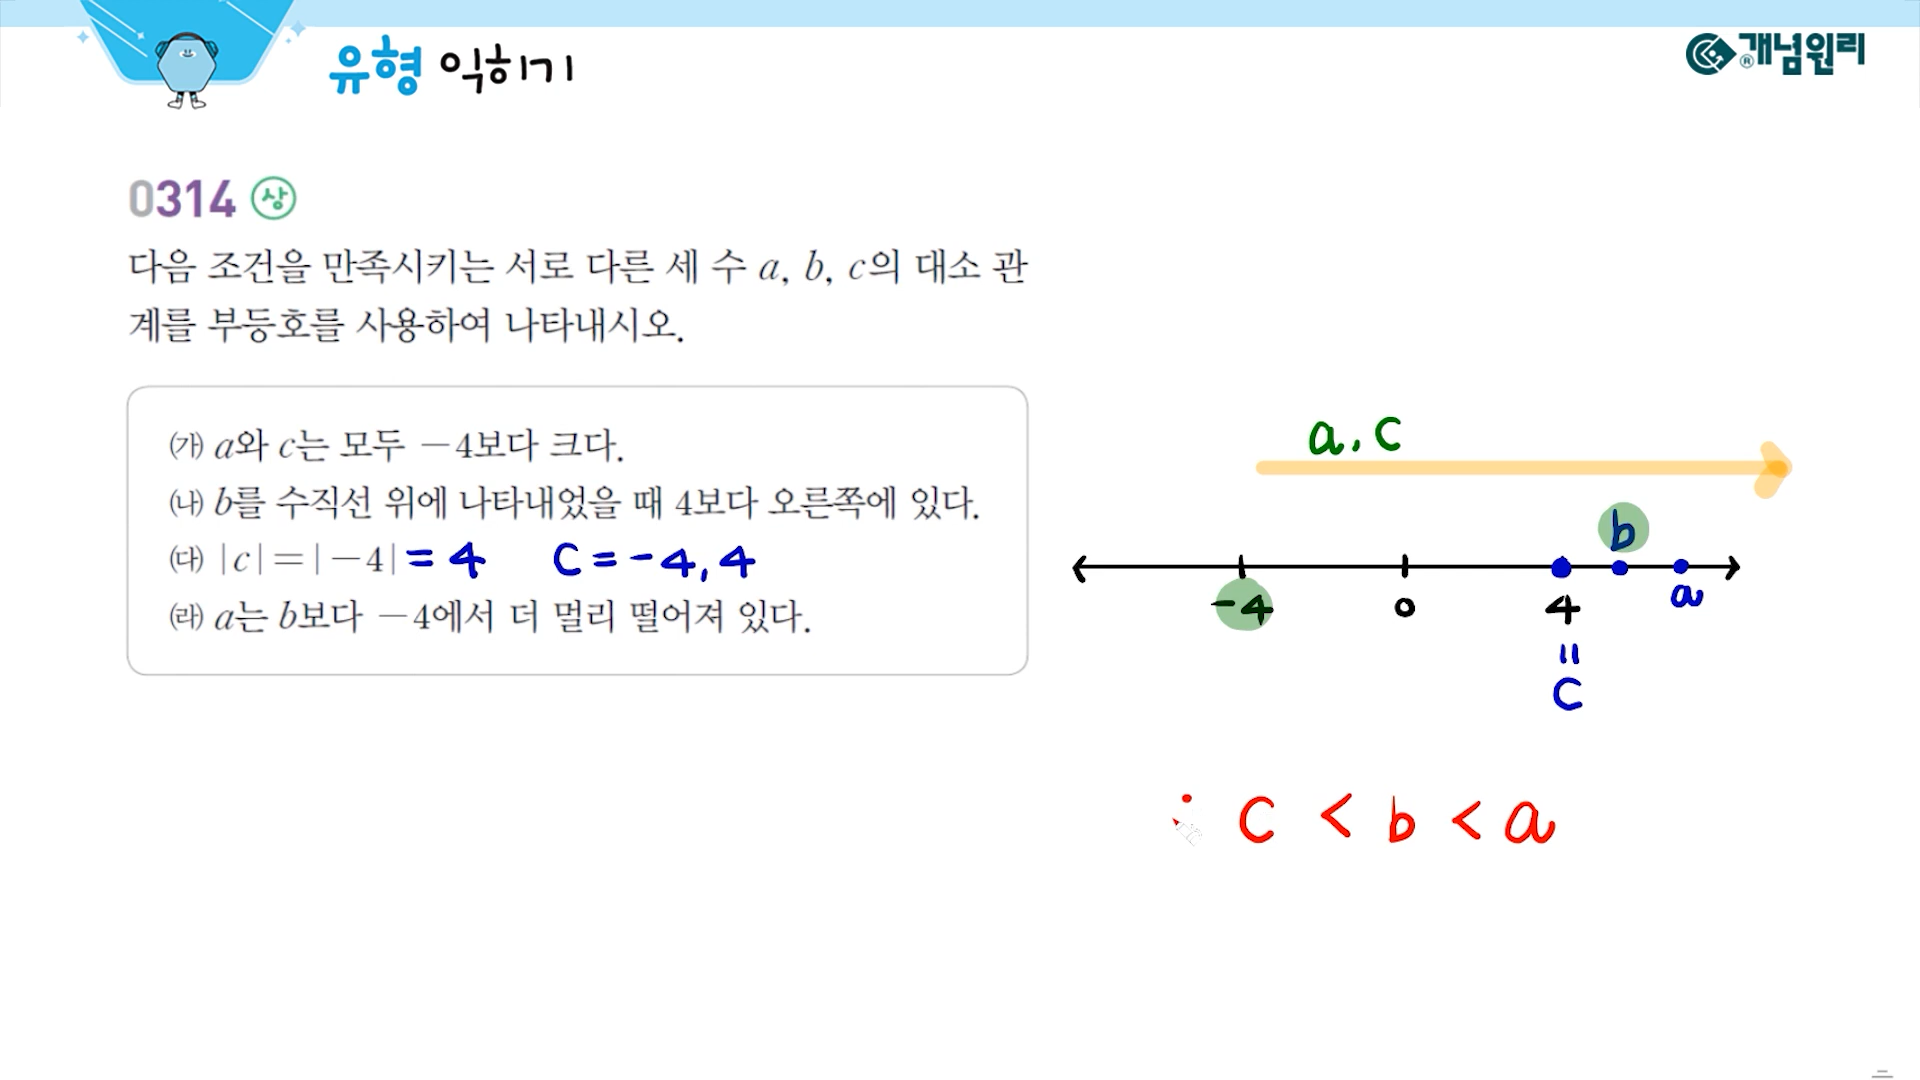 유형 익히기
개념원리
0314 상
다음 조건을 만족시키는 서로 다른 세 수 a, b, c의 대소 관
계를 부등호를 사용하여 나타내시오.
㈎ a와 c는 모두 -4보다 크다.
㈏ b를 수직선 위에 나타내었을 때 4보다 오른쪽에 있다.
㈐ |c|=|-4| = 4 c = -4, 4
㈑ a는 b보다 -4에서 더 멀리 떨어져 있다.
a, c
b
-4 0 4 a
=
c
c < b < a